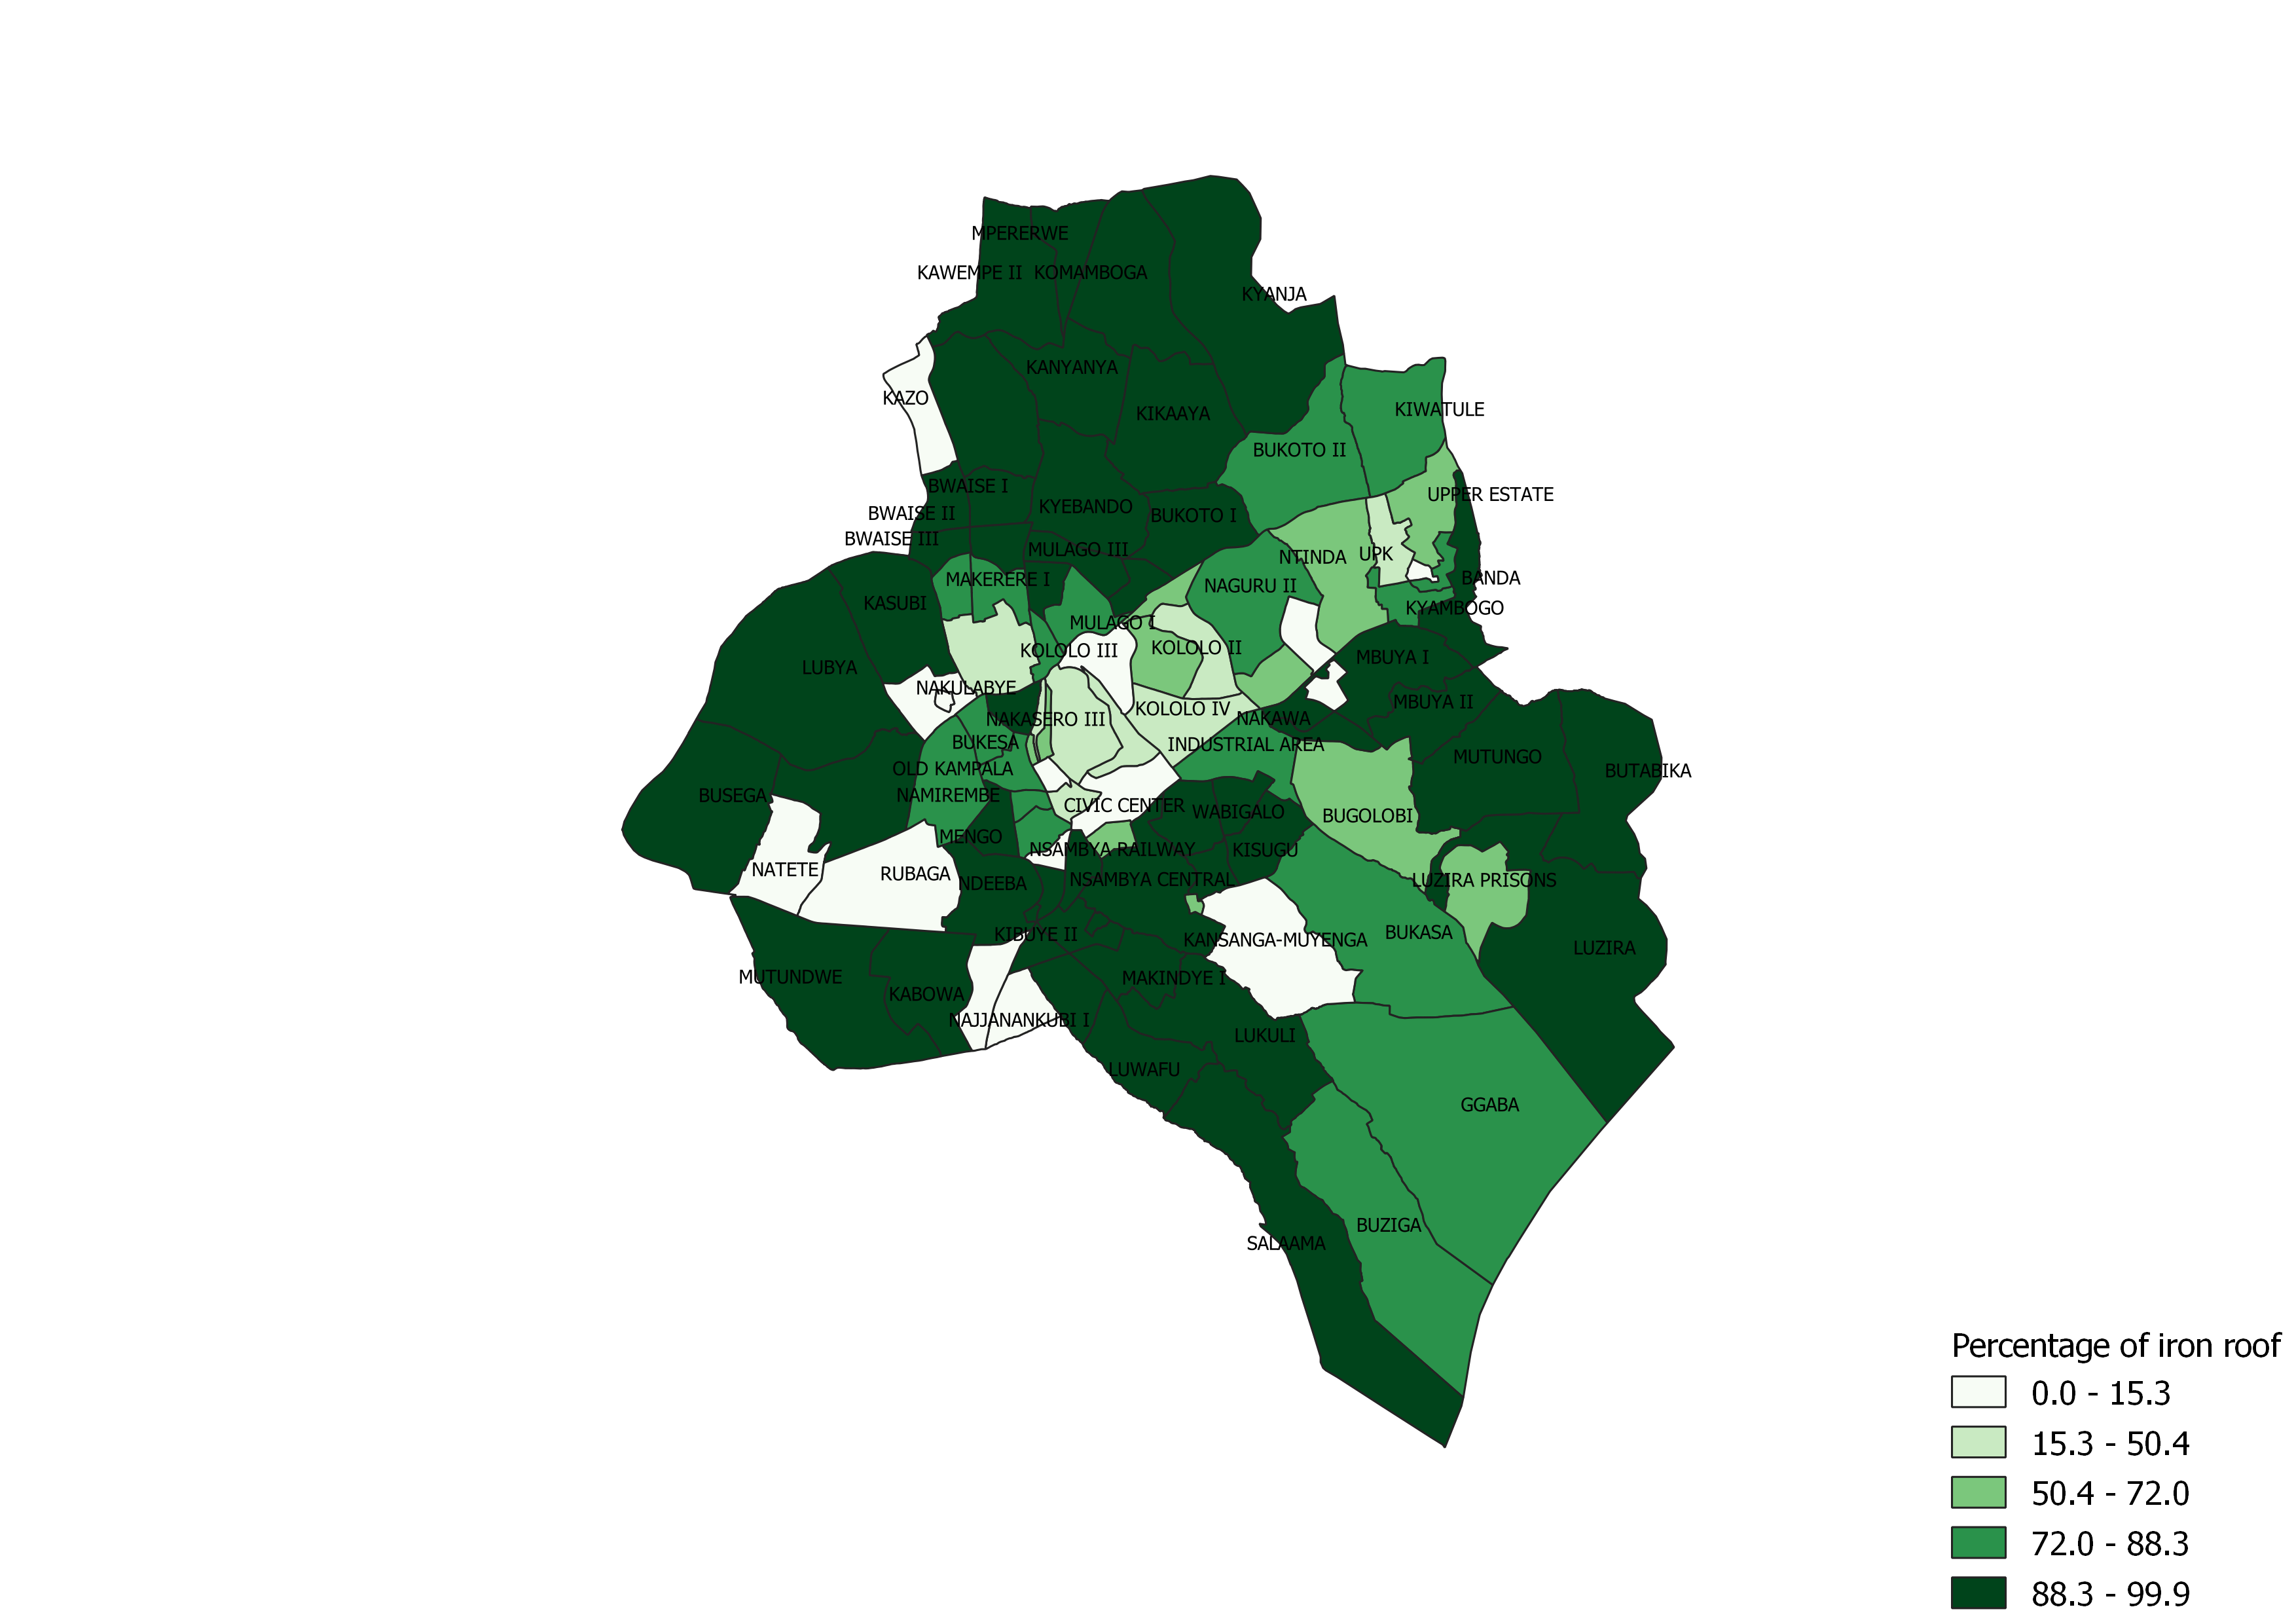 MPERERWE
KAWEMPE II
KOMAMBOGA
KYANJA
KANYANYA
KAZO
KIKAAYA
KIWATULE
BUKOTO II
BWAISE I
UPPER ESTATE
KYEBANDO
BWAISE II
BUKOTO I
BWAISE III
MULAGO III
NTINDA
UPK
MAKERERE I
NAGURU II
BANDA
KASUBI
KYAMBOGO
MULAGO I
KOLOLO III
KOLOLO II
MBUYA I
LUBYA
NAKULABYE
MBUYA II
KOLOLO IV
NAKASERO III
NAKAWA
BUKESA
INDUSTRIAL AREA
MUTUNGO
OLD KAMPALA
BUTABIKA
BUSEGA
NAMIREMBE
CIVIC CENTER
WABIGALO
BUGOLOBI
MENGO
NSAMBYA RAILWAY
KISUGU
NATETE
RUBAGA
NDEEBA
NSAMBYA CENTRAL
LUZIRA PRISONS
KIBUYE II
KANSANGA-MUYENGA
BUKASA
LUZIRA
MUTUNDWE
MAKINDYE I
KABOWA
NAJJANANKUBI I
LUKULI
LUWAFU
GGABA
BUZIGA
SALAAMA
Percentage of iron roof
0.0 - 15.3
15.3 - 50.4
50.4 - 72.0
72.0 - 88.3
88.3 - 99.9